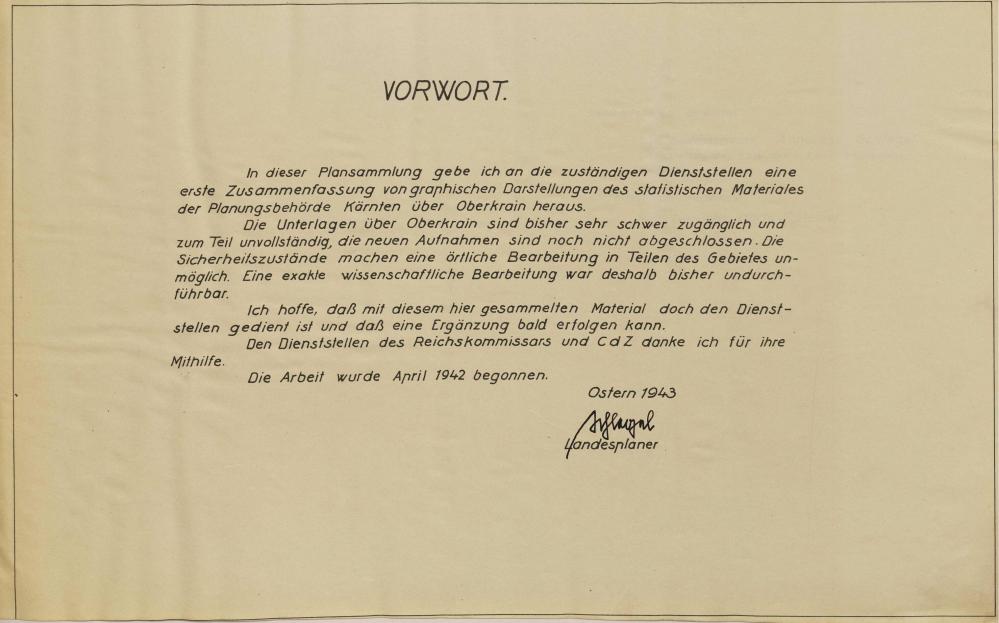 VORWORT.
In dieser Plansammlung gebe ich an die zuständigen Dienststellen eine
erste Zusammenfassung von graphischen Darstellungen des statistischen Materiales
der Planungsbehörde Kärnten über Oberkrain heraus.
Die Unterlagen über Oberkrain sind bisher sehr schwer zugänglich und
zum Teil unvollständig, die neuen Aufnahmen sind noch nicht abgeschlossen. Die
Sicherheitszustände machen eine örtliche Bearbeitung in Teilen des Gebietes un-
möglich. Eine exakte wissenschaftliche Bearbeitung war deshalb bisher undurch-
führbar.
Ich hoffe, daß mit diesem hier gesammelten Material doch den Dienst-
stellen gedient ist und daß eine Ergänzung bald erfolgen kann.
Den Dienststellen des Reichskommissars und CdZ danke ich für ihre
Mithilfe.
Die Arbeit wurde April 1942 begonnen.
Ostern 1943
Landesplaner